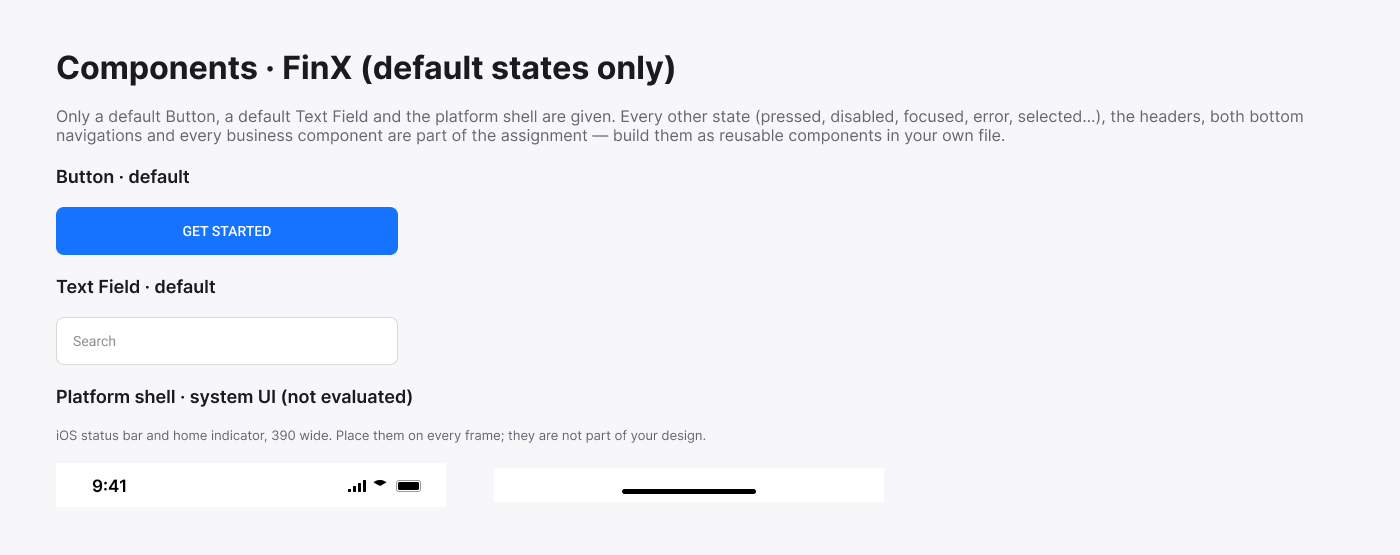 Components · FinX (default states only)
Only a default Button, a default Text Field and the platform shell are given. Every other state (pressed, disabled, focused, error, selected…), the headers, both bottom
navigations and every business component are part of the assignment — build them as reusable components in your own file.
Button · default
GET STARTED
Text Field · default
Search
Platform shell · system UI (not evaluated)
iOS status bar and home indicator, 390 wide. Place them on every frame; they are not part of your design.
9:41